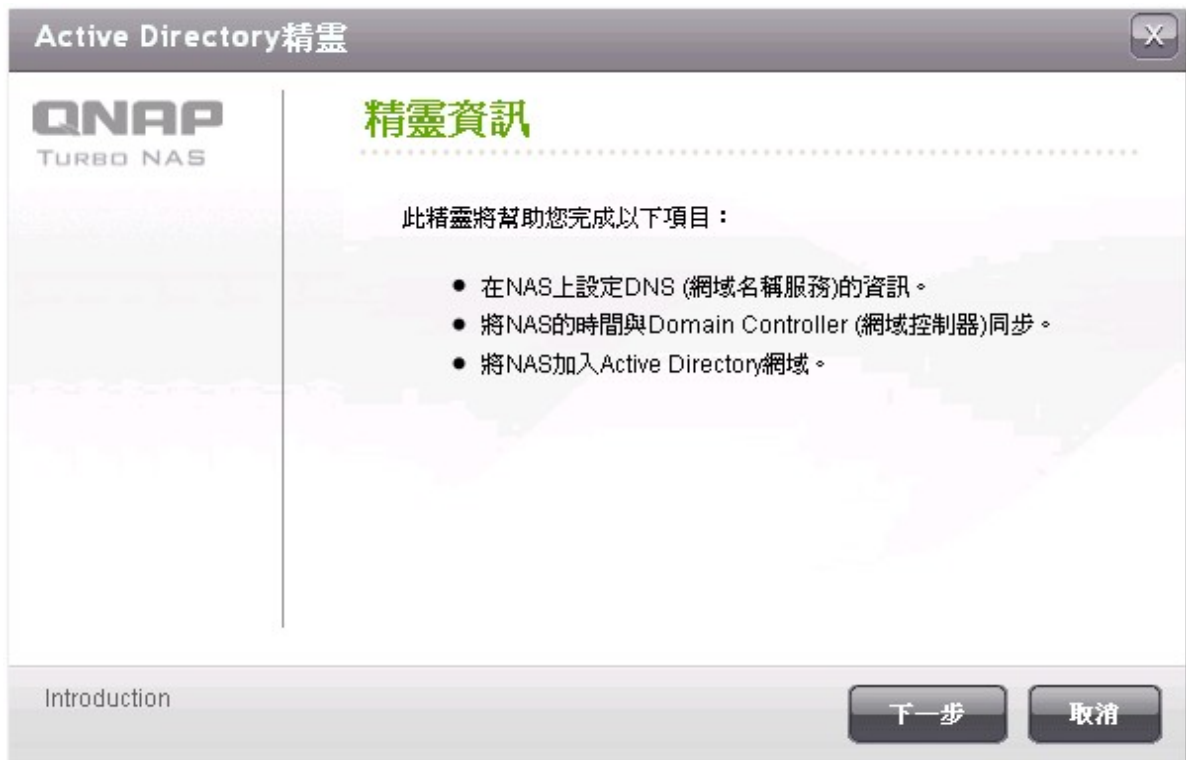 Active Directory精靈
X
QNAP
TURBO NAS
精靈資訊
此精靈將幫助您完成以下項目：
● 在NAS上設定DNS (網域名稱服務)的資訊。
● 將NAS的時間與Domain Controller (網域控制器)同步。
● 將NAS加入Active Directory網域。
Introduction
下一步
取消